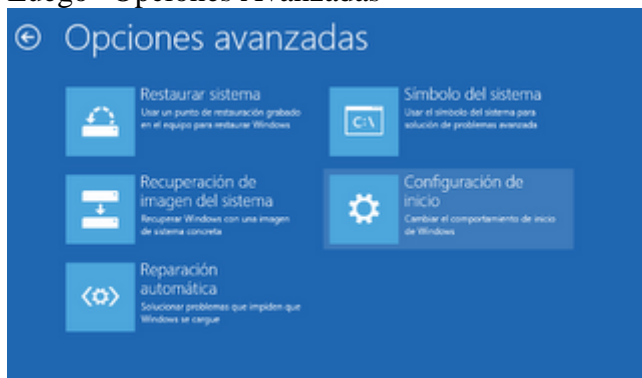 Opciones avanzadas
Restaurar sistema
Usar un punto de restauración grabado
en el equipo para restaurar Windows
Recuperación de
imagen del sistema
Recuperar Windows con una imagen
de sistema concreta
Reparación
automática
Solucionar problemas que impiden que
Windows se cargue
Símbolo del sistema
Usar el símbolo del sistema para
solución de problemas avanzada
C:\
Configuración de
inicio
Cambiar el comportamiento de inicio
de Windows